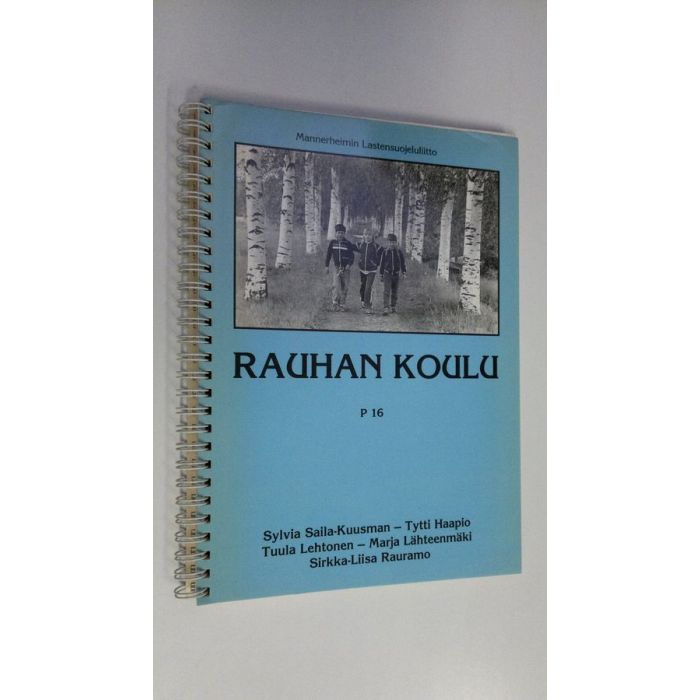 Mannerheimin Lastensuojeluliitto
RAUHAN KOULU
P 16
Sylvia Saila-Kuusman – Tytti Haapio
Tuula Lehtonen – Marja Lähteenmäki
Sirkka-Liisa Rauramo